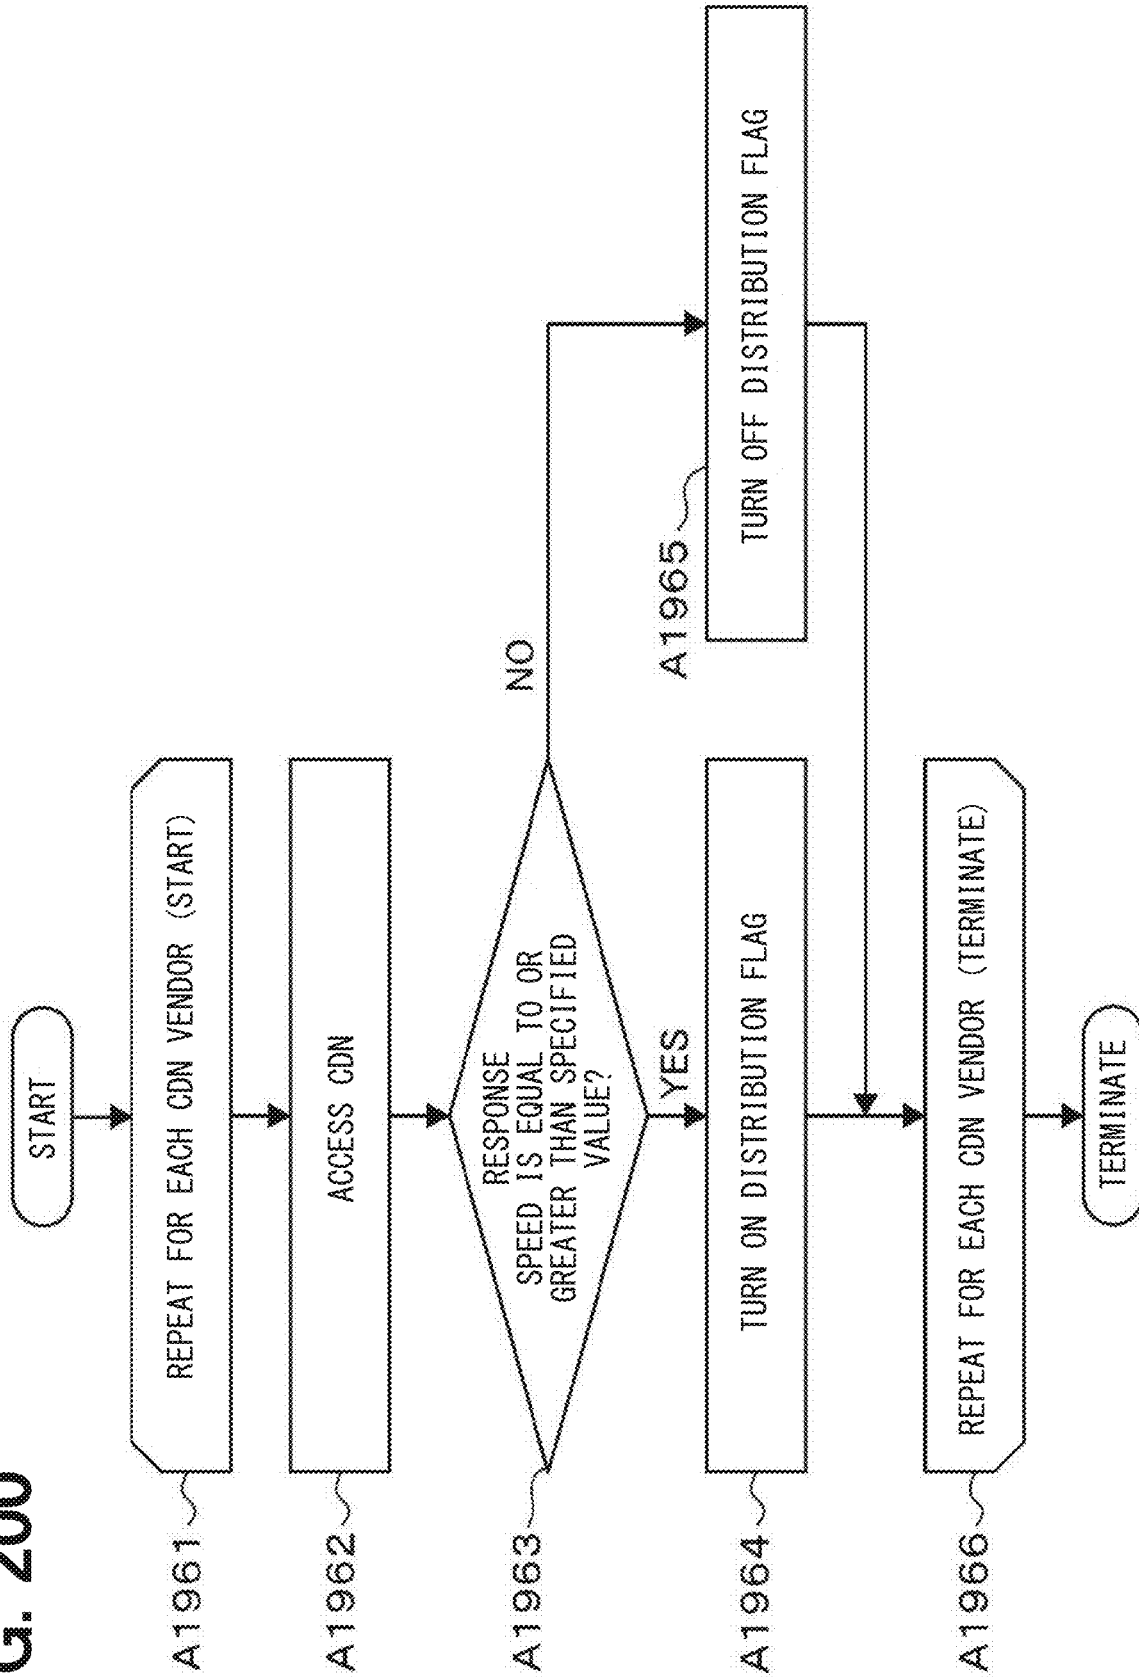 G. 200
START
A1961
REPEAT FOR EACH CDN VENDOR (START)
A1962
ACCESS CDN
A1963
RESPONSE
SPEED IS EQUAL TO OR
GREATER THAN SPECIFIED
VALUE?
NO
YES
A1964
TURN ON DISTRIBUTION FLAG
A1965
TURN OFF DISTRIBUTION FLAG
A1966
REPEAT FOR EACH CDN VENDOR (TERMINATE)
TERMINATE